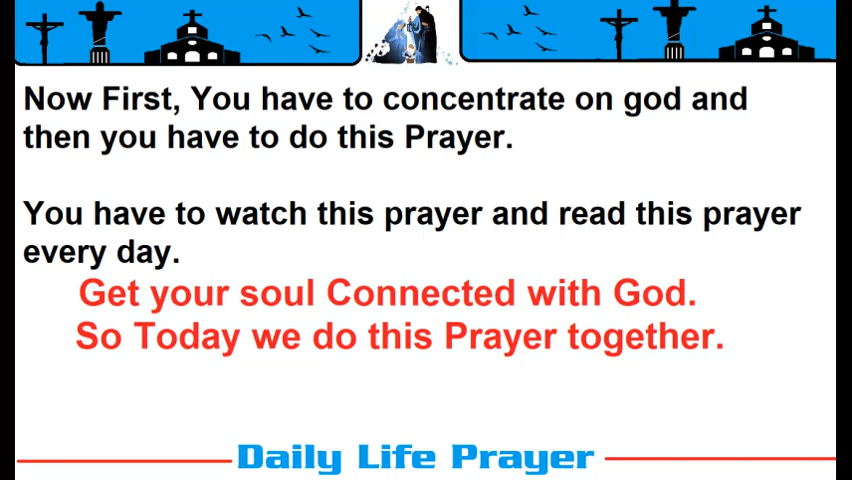 Now First, You have to concentrate on god and
then you have to do this Prayer.
You have to watch this prayer and read this prayer
every day.
Get your soul Connected with God.
So Today we do this Prayer together.
Daily Life Prayer